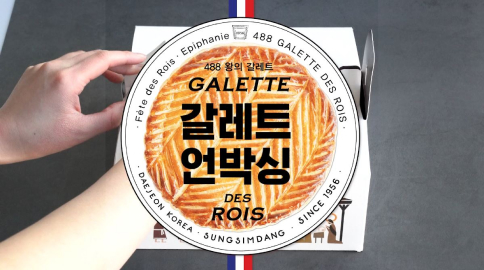 · Fête des Rois · Epiphanie
488 GALETTE DES ROIS ·
488 왕의 갈레트
GALETTE
갈레트
언박싱
DES
ROIS
· DAEJEON KOREA · SUNGSIMDANG · SINCE 1956 ·